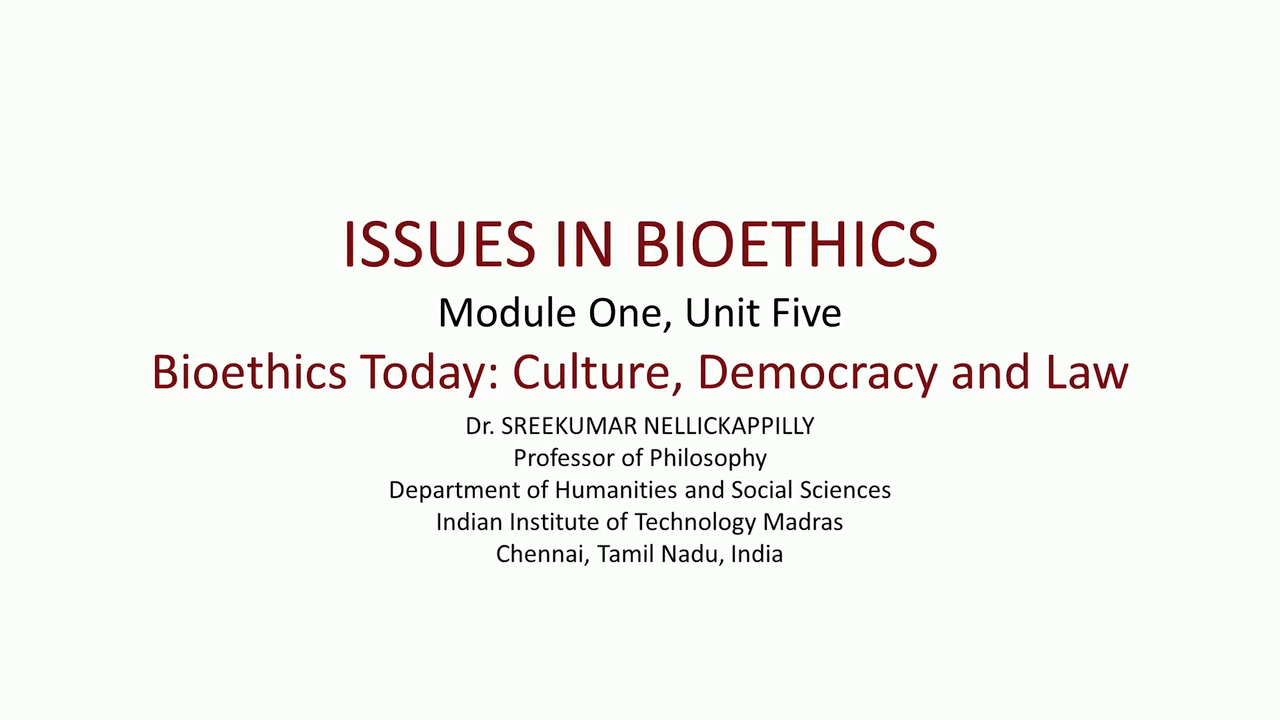 ISSUES IN BIOETHICS
Module One, Unit Five
Bioethics Today: Culture, Democracy and Law
Dr. SREEKUMAR NELLICKAPPILLY
Professor of Philosophy
Department of Humanities and Social Sciences
Indian Institute of Technology Madras
Chennai, Tamil Nadu, India